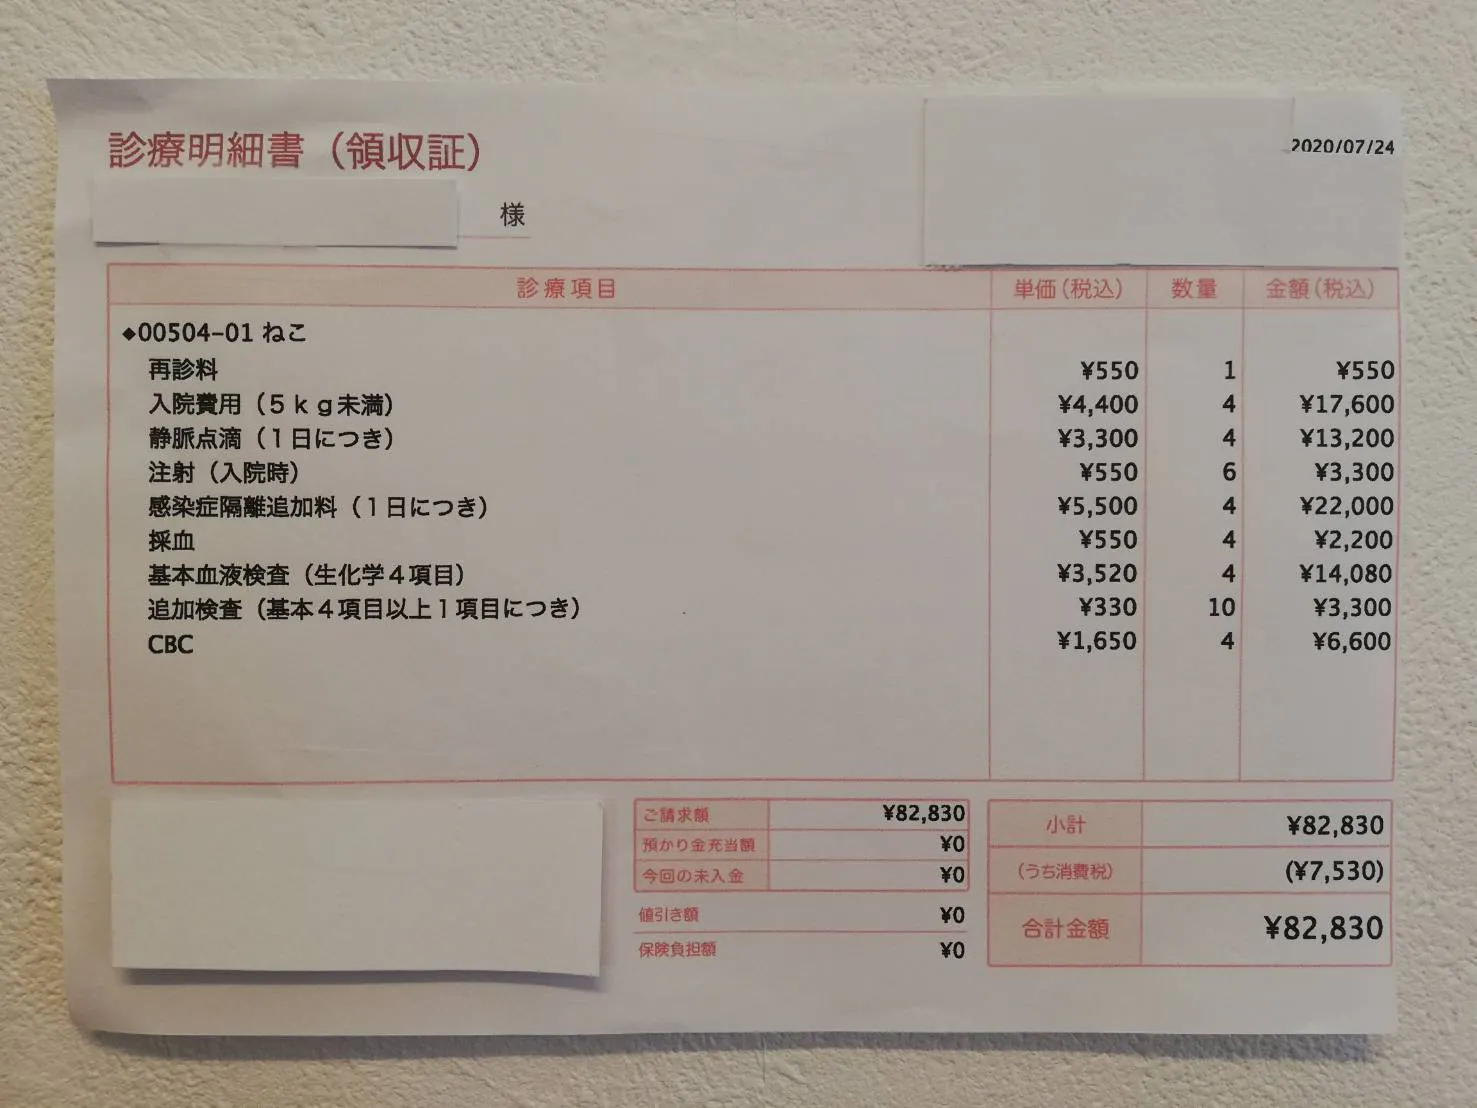 診療明細書（領収証）
2020/07/24
様
診療項目 単価（税込） 数量 金額（税込）
◆00504-01 ねこ
再診料 ¥550 1 ¥550
入院費用（５ｋｇ未満） ¥4,400 4 ¥17,600
静脈点滴（１日につき） ¥3,300 4 ¥13,200
注射（入院時） ¥550 6 ¥3,300
感染症隔離追加料（１日につき） ¥5,500 4 ¥22,000
採血 ¥550 4 ¥2,200
基本血液検査（生化学４項目） ¥3,520 4 ¥14,080
追加検査（基本４項目以上１項目につき） ¥330 10 ¥3,300
CBC ¥1,650 4 ¥6,600
ご請求額 ¥82,830
預かり金充当額 ¥0
今回の未入金 ¥0
値引き額 ¥0
保険負担額 ¥0
小計 ¥82,830
（うち消費税） (¥7,530)
合計金額 ¥82,830